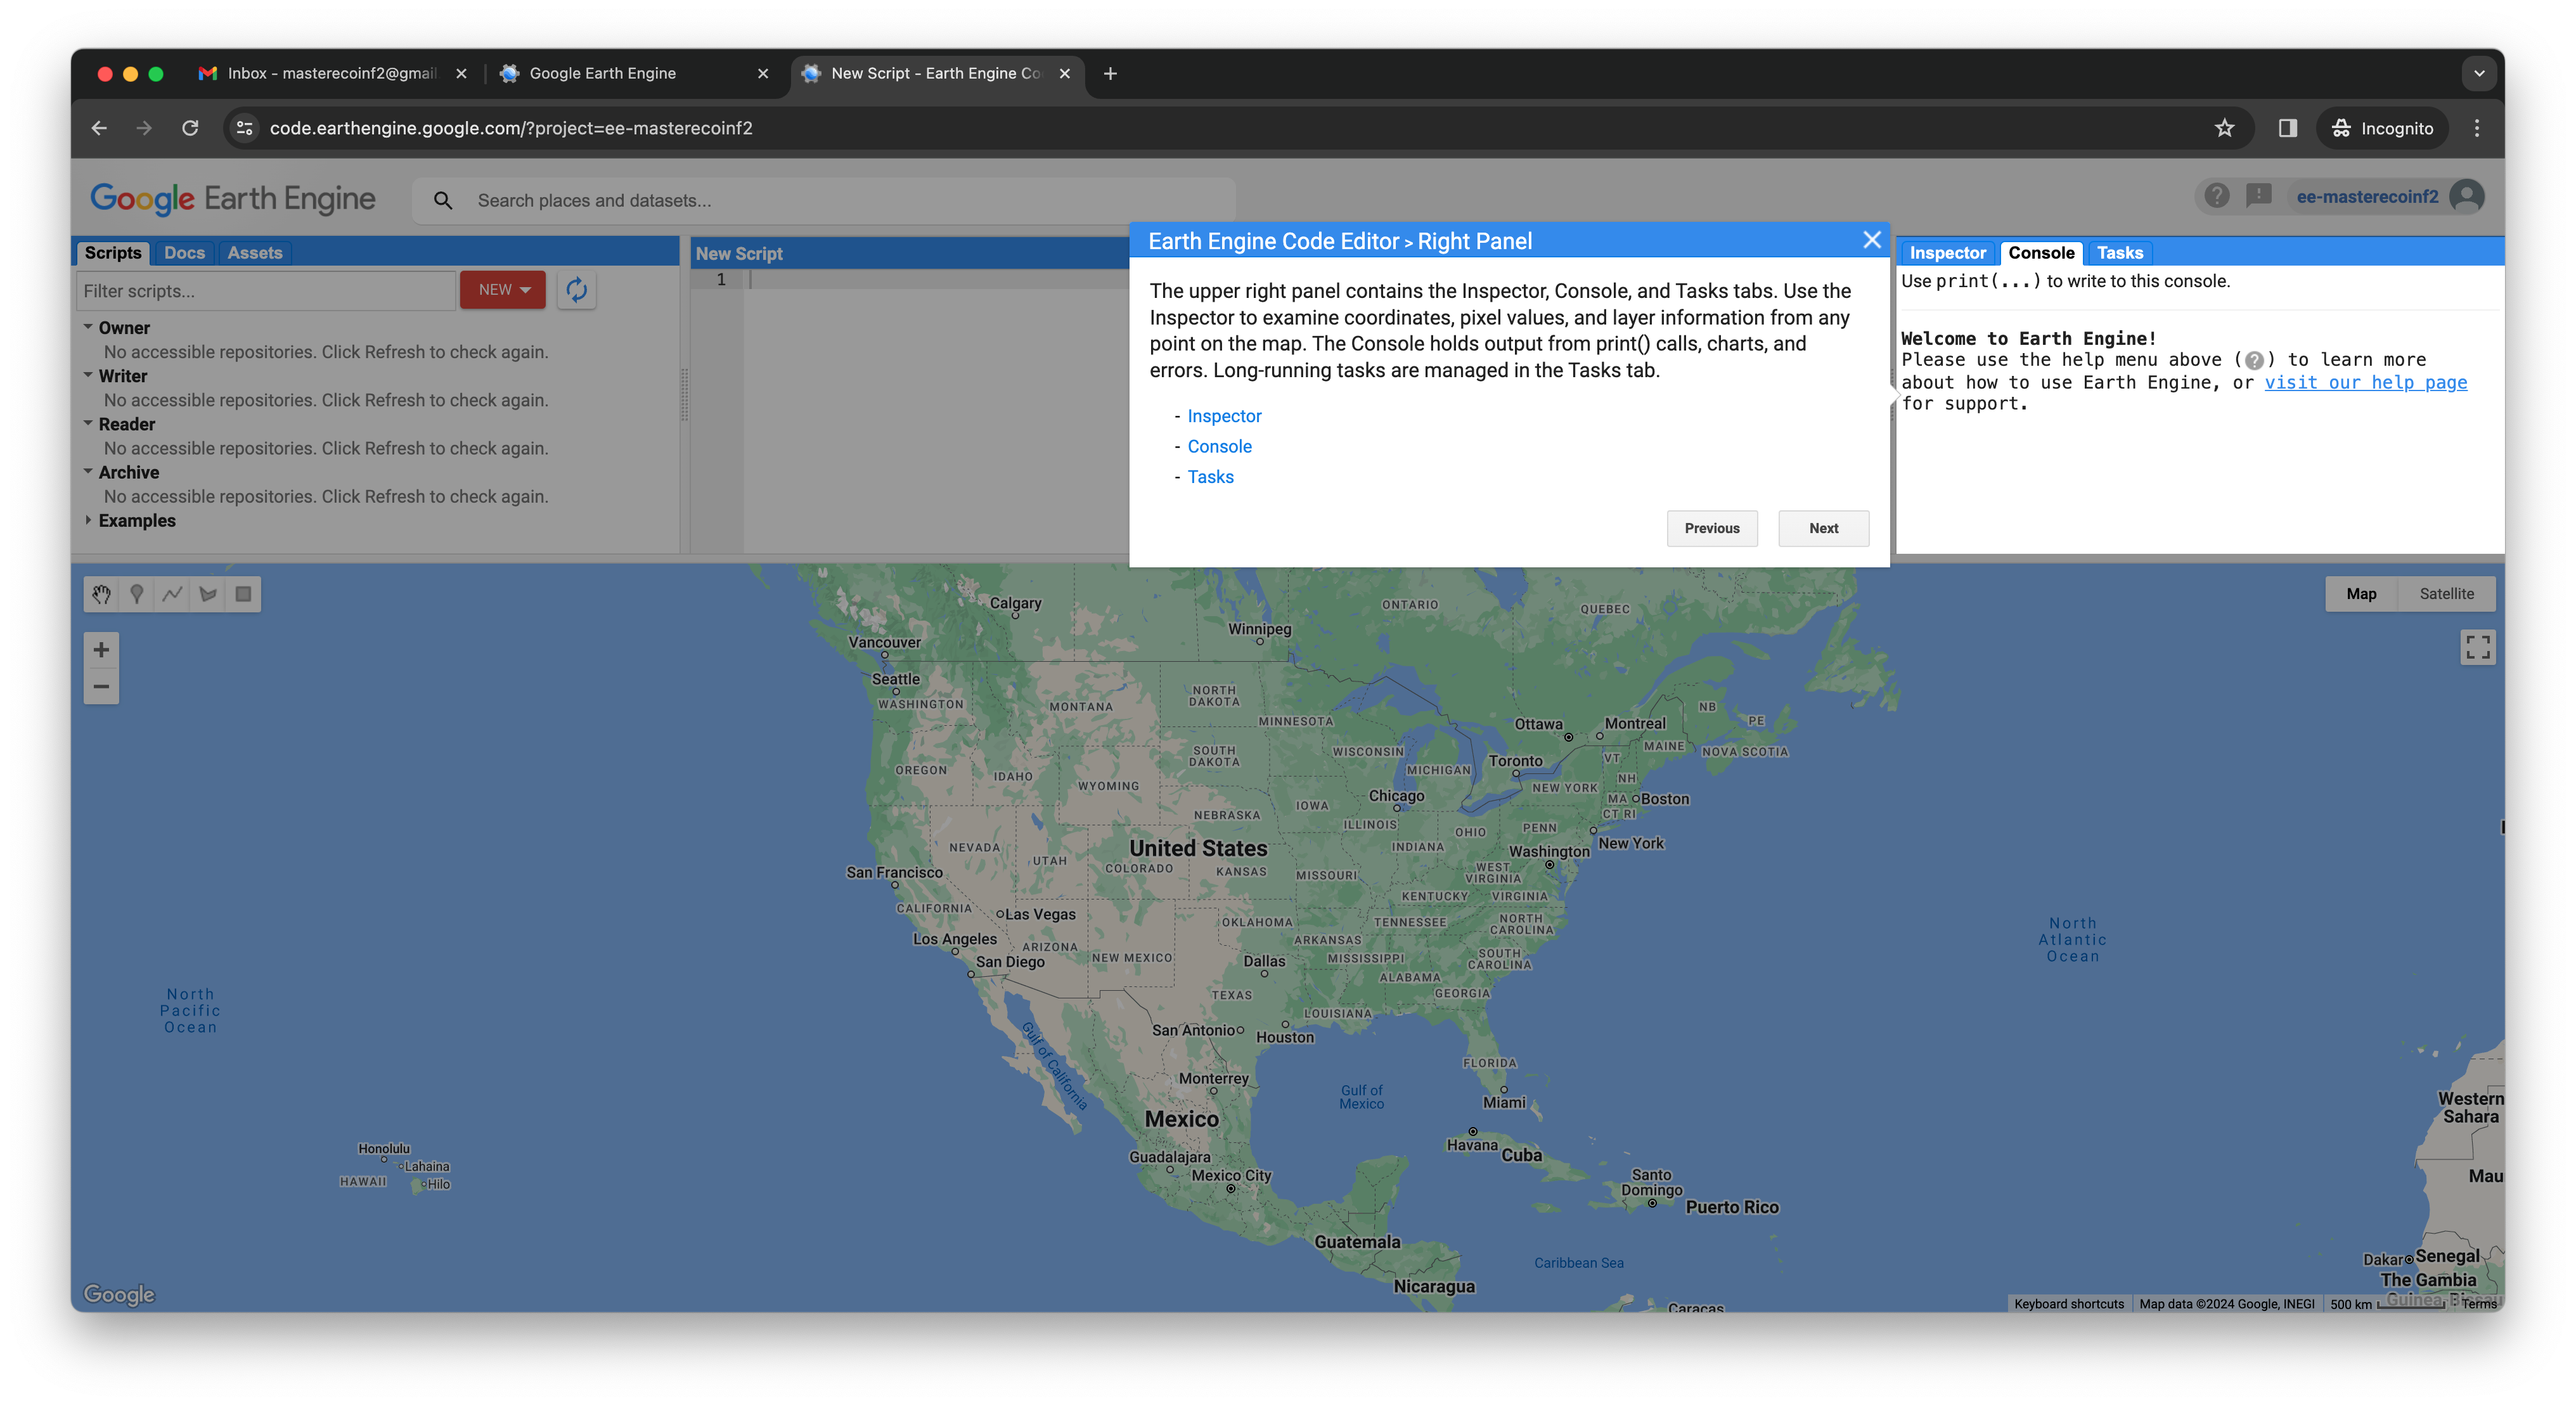 Inbox - masterecoinf2@gmail
Google Earth Engine
New Script - Earth Engine Co
code.earthengine.google.com/?project=ee-masterecoinf2
Incognito
Google Earth Engine
Search places and datasets...
ee-masterecoinf2
Scripts Docs Assets
Filter scripts...
NEW
Owner
No accessible repositories. Click Refresh to check again.
Writer
No accessible repositories. Click Refresh to check again.
Reader
No accessible repositories. Click Refresh to check again.
Archive
No accessible repositories. Click Refresh to check again.
Examples
New Script
1
Earth Engine Code Editor > Right Panel
The upper right panel contains the Inspector, Console, and Tasks tabs. Use the
Inspector to examine coordinates, pixel values, and layer information from any
point on the map. The Console holds output from print() calls, charts, and
errors. Long-running tasks are managed in the Tasks tab.
- Inspector
- Console
- Tasks
Previous
Next
Inspector Console Tasks
Use print(...) to write to this console.
Welcome to Earth Engine!
Please use the help menu above (?) to learn more
about how to use Earth Engine, or visit our help page
for support.
Map
Satellite
Calgary
ONTARIO
QUEBEC
Winnipeg
Vancouver
Seattle
WASHINGTON
MONTANA
NORTH
DAKOTA
MINNESOTA
NB
PE
Ottawa
Montreal
MAINE
NOVA SCOTIA
OREGON
IDAHO
WYOMING
SOUTH
DAKOTA
WISCONSIN
MICHIGAN
Toronto
VT
NH
NEW YORK
MA
Boston
CT RI
Chicago
IOWA
NEBRASKA
ILLINOIS
OHIO
PENN
New York
NEVADA
UTAH
United States
COLORADO
KANSAS
MISSOURI
INDIANA
Washington
WEST
VIRGINIA
San Francisco
CALIFORNIA
Las Vegas
KENTUCKY
VIRGINIA
OKLAHOMA
TENNESSEE
NORTH
CAROLINA
Los Angeles
ARIZONA
NEW MEXICO
ARKANSAS
MISSISSIPPI
SOUTH
CAROLINA
San Diego
Dallas
ALABAMA
GEORGIA
TEXAS
LOUISIANA
San Antonio
Houston
FLORIDA
Gulf of California
Monterrey
Gulf of
Mexico
Miami
Mexico
Havana
Cuba
Guadalajara
Mexico City
Santo
Domingo
Puerto Rico
Guatemala
Caribbean Sea
Nicaragua
Caracas
North
Pacific
Ocean
Honolulu
Lahaina
HAWAII
Hilo
North
Atlantic
Ocean
Western
Sahara
Mau
Dakar
Senegal
The Gambia
Guinea-Bissau
Google
Keyboard shortcuts
Map data ©2024 Google, INEGI
500 km
Terms